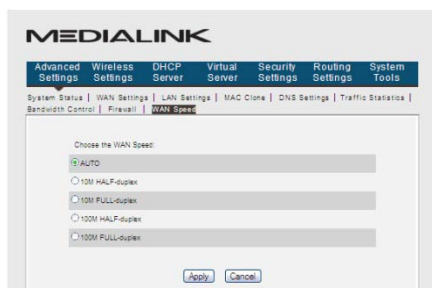 MEDIALINK
Advanced Settings Wireless Settings DHCP Server Virtual Server Security Settings Routing Settings System Tools
System Status | WAN Settings | LAN Settings | MAC Clone | DNS Settings | Traffic Statistics |
Bandwidth Control | Firewall | WAN Speed
Choose the WAN Speed:
AUTO
10M HALF-duplex
10M FULL-duplex
100M HALF-duplex
100M FULL-duplex
Apply Cancel